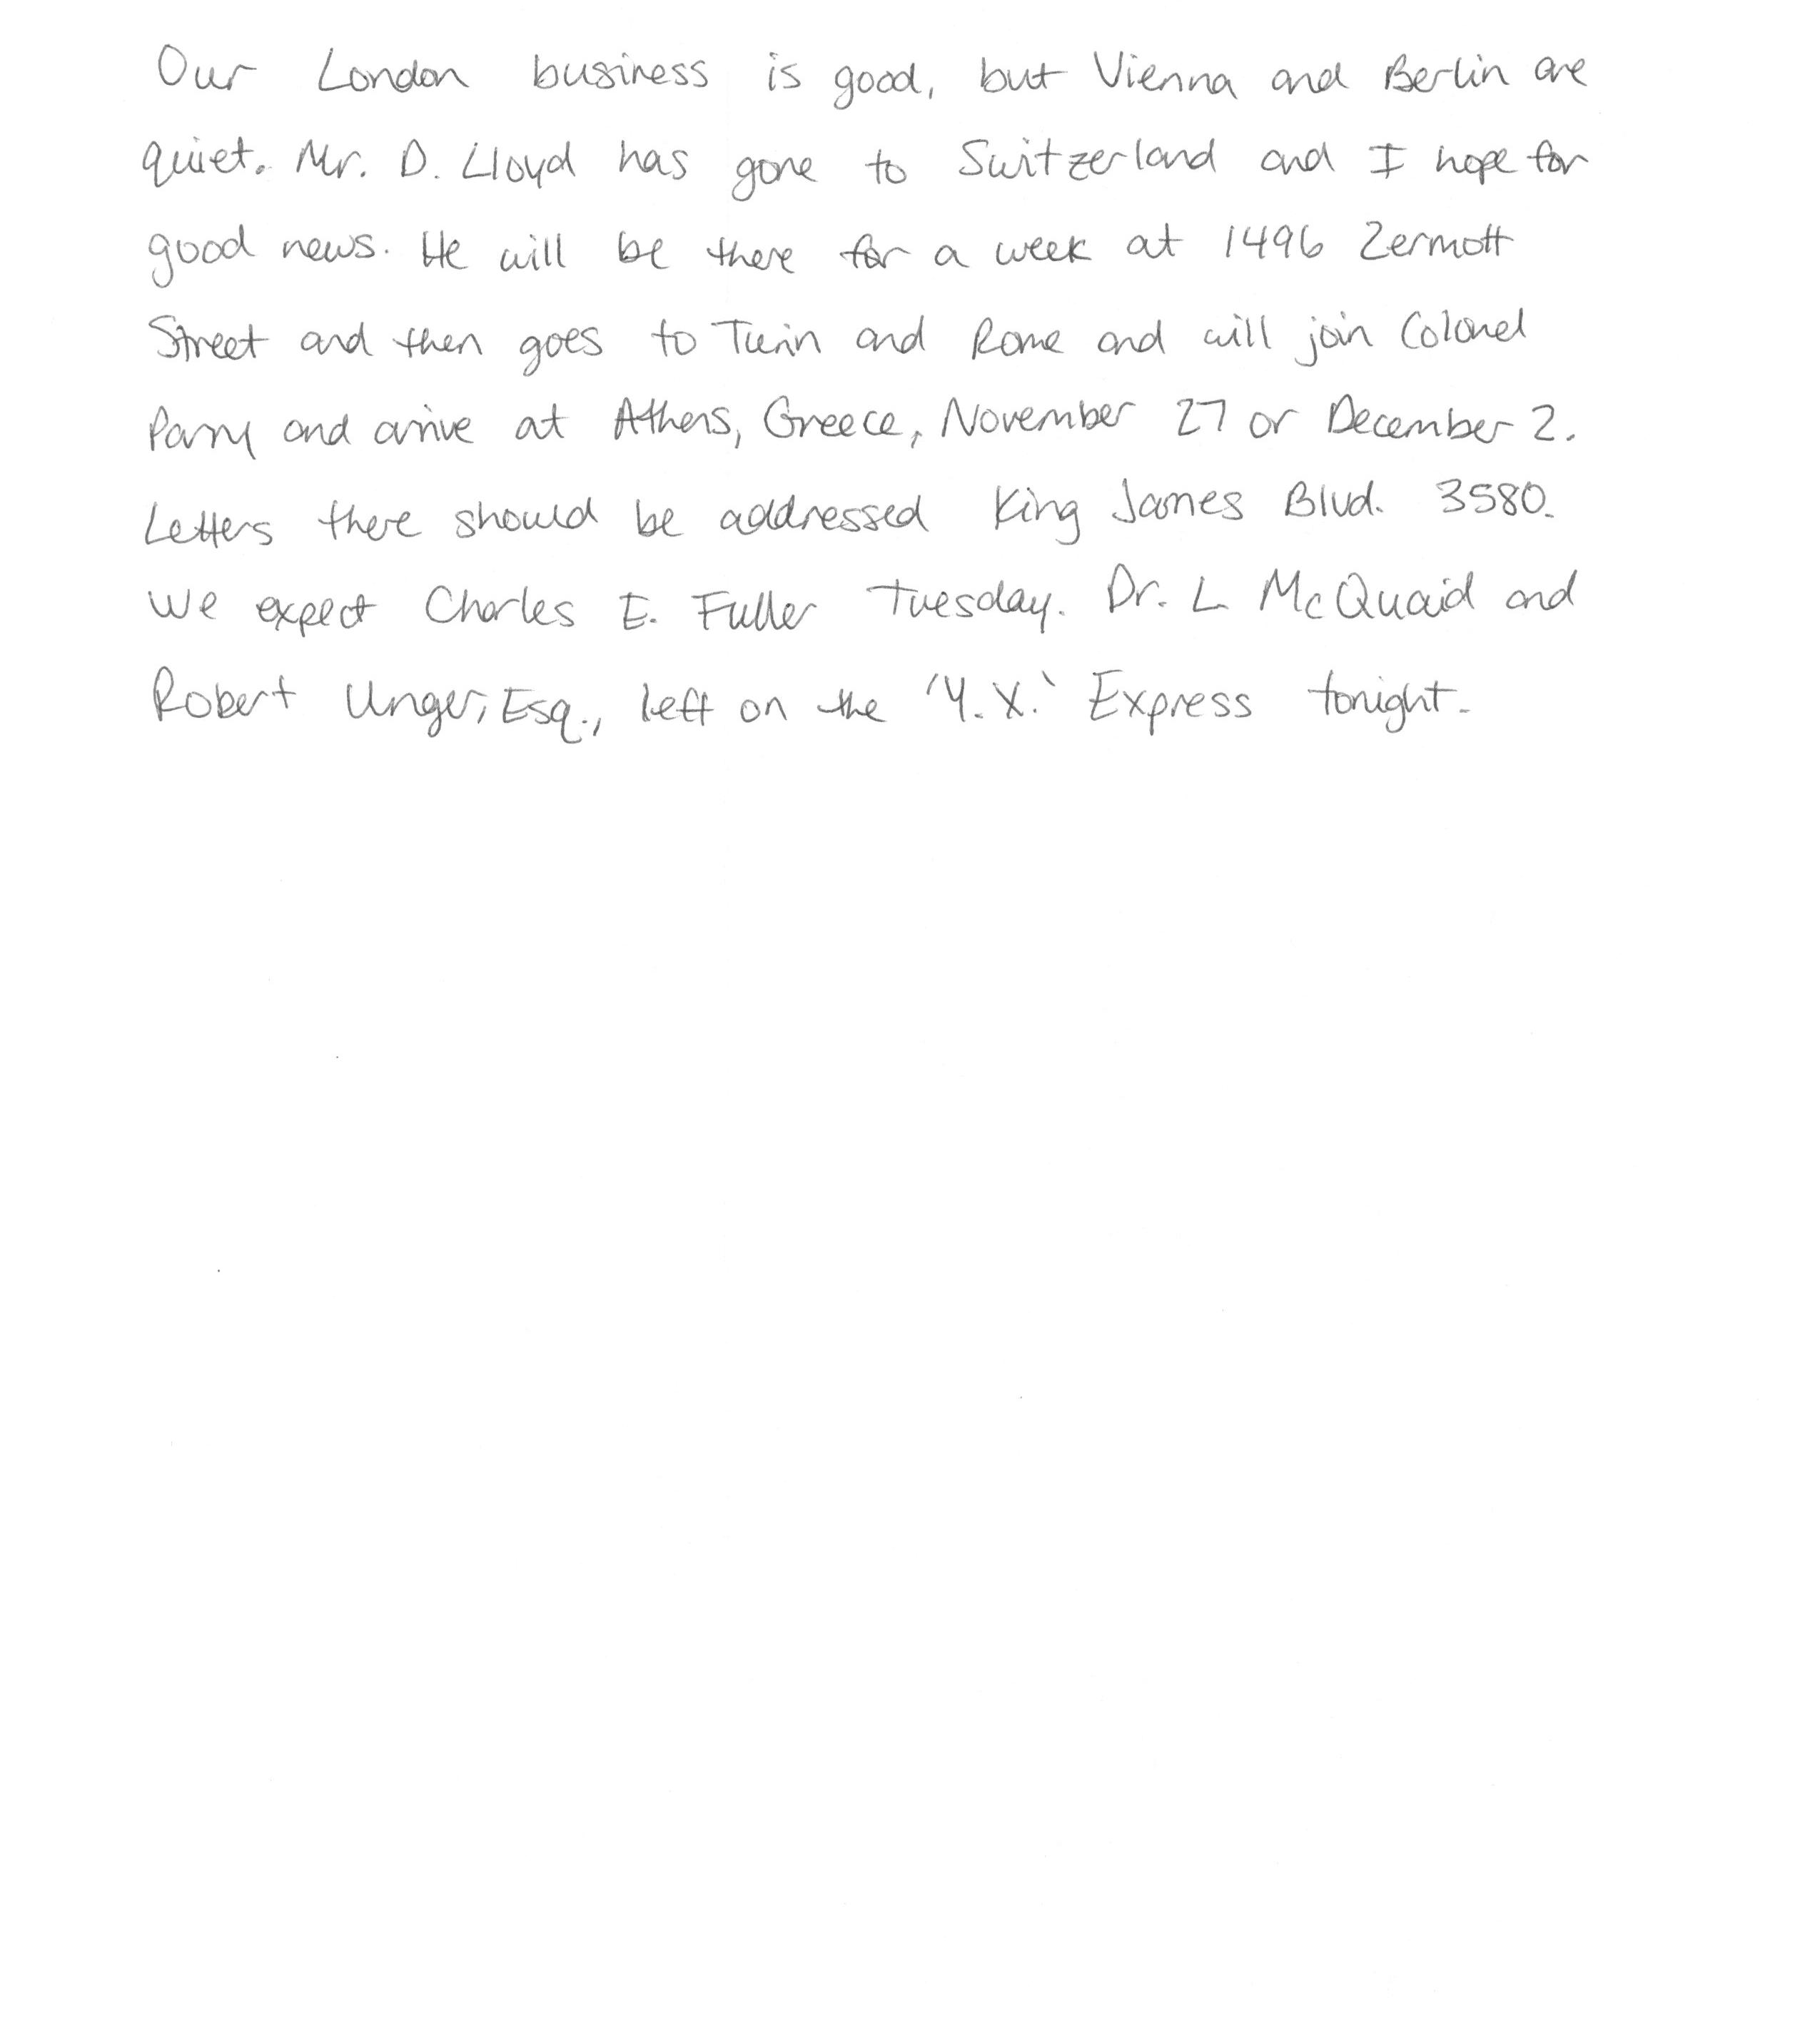 Our London business is good, but Vienna and Berlin are
quiet. Mr. D. Lloyd has gone to Switzerland and I hope for
good news. He will be there for a week at 1496 Zermott
Street and then goes to Turin and Rome and will join Colonel
Parry and arrive at Athens, Greece, November 27 or December 2.
Letters there should be addressed King James Blvd. 3580.
We expect Charles E. Fuller Tuesday. Dr. L McQuaid and
Robert Unger, Esq., left on the 'Y.X.' Express tonight.